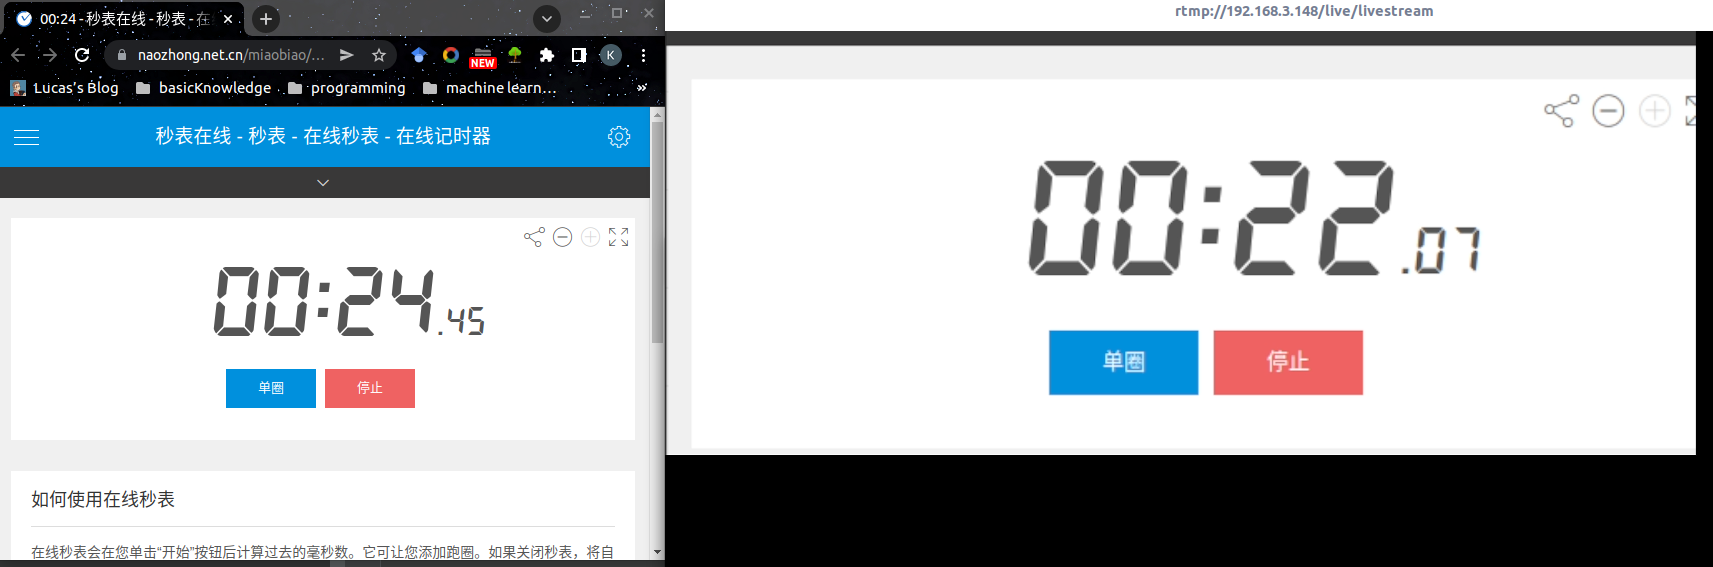 00:24 - 秒表在线 - 秒表 - 在
naozhong.net.cn/miaobiao/...
NEW
K
Lucas's Blog
basicKnowledge
programming
machine learn...
秒表在线 - 秒表 - 在线秒表 - 在线记时器
00:24.45
单圈
停止
如何使用在线秒表
在线秒表会在您单击“开始”按钮后计算过去的毫秒数。它可让您添加跑圈。如果关闭秒表，将自
rtmp://192.168.3.148/live/livestream
00:22.07
单圈
停止